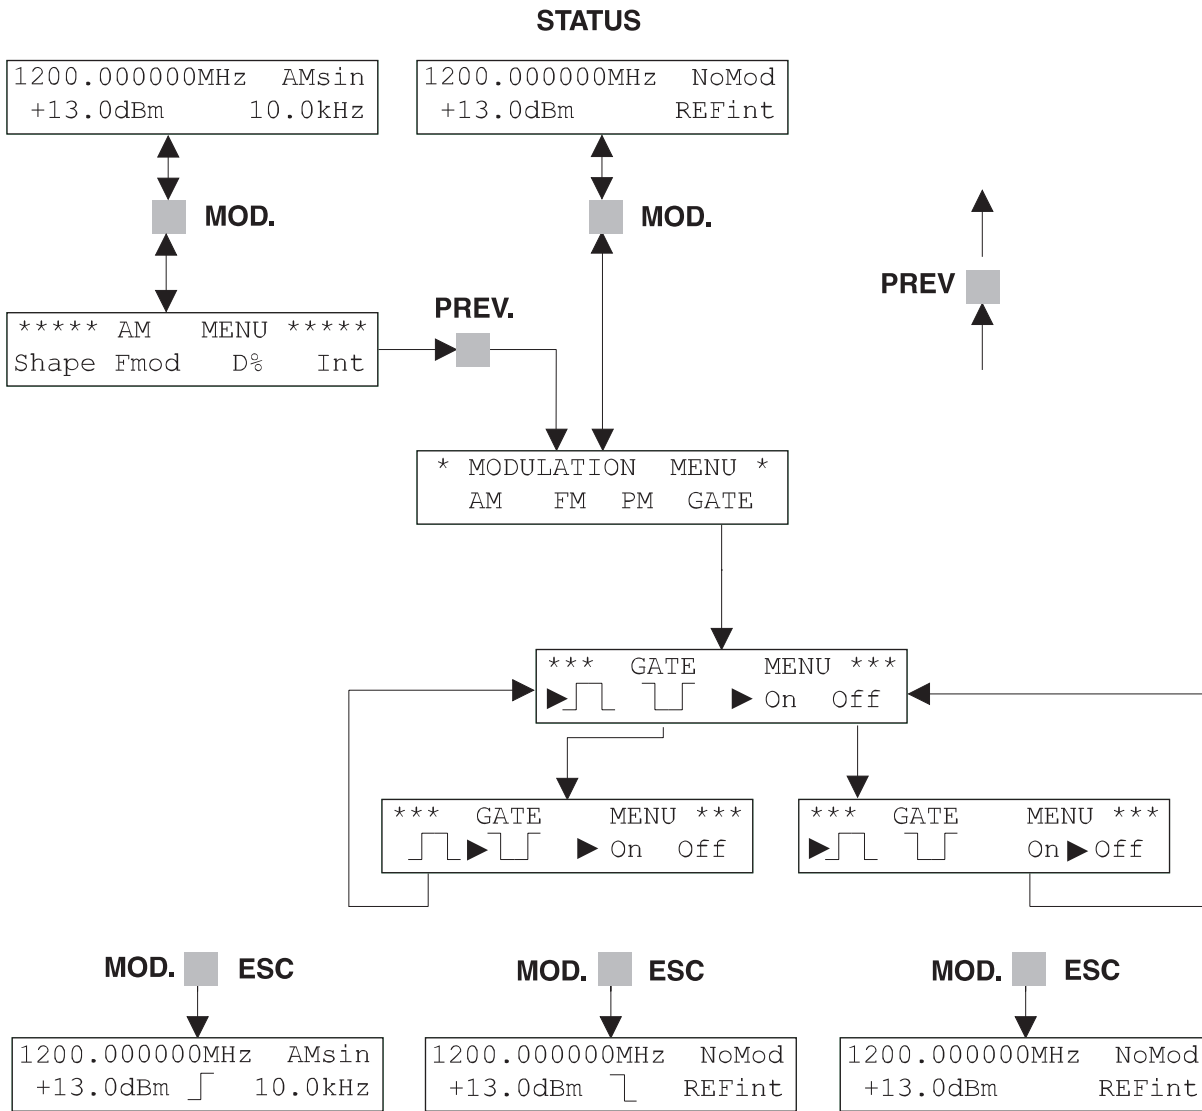 STATUS
1200.000000MHz AMsin
+13.0dBm 10.0kHz
1200.000000MHz NoMod
+13.0dBm REFint
MOD.
MOD.
PREV
PREV.
***** AM MENU *****
Shape Fmod D% Int
* MODULATION MENU *
AM FM PM GATE
*** GATE MENU ***
On Off
*** GATE MENU ***
On Off
*** GATE MENU ***
On Off
MOD. ESC
MOD. ESC
MOD. ESC
1200.000000MHz AMsin
+13.0dBm 10.0kHz
1200.000000MHz NoMod
+13.0dBm REFint
1200.000000MHz NoMod
+13.0dBm REFint